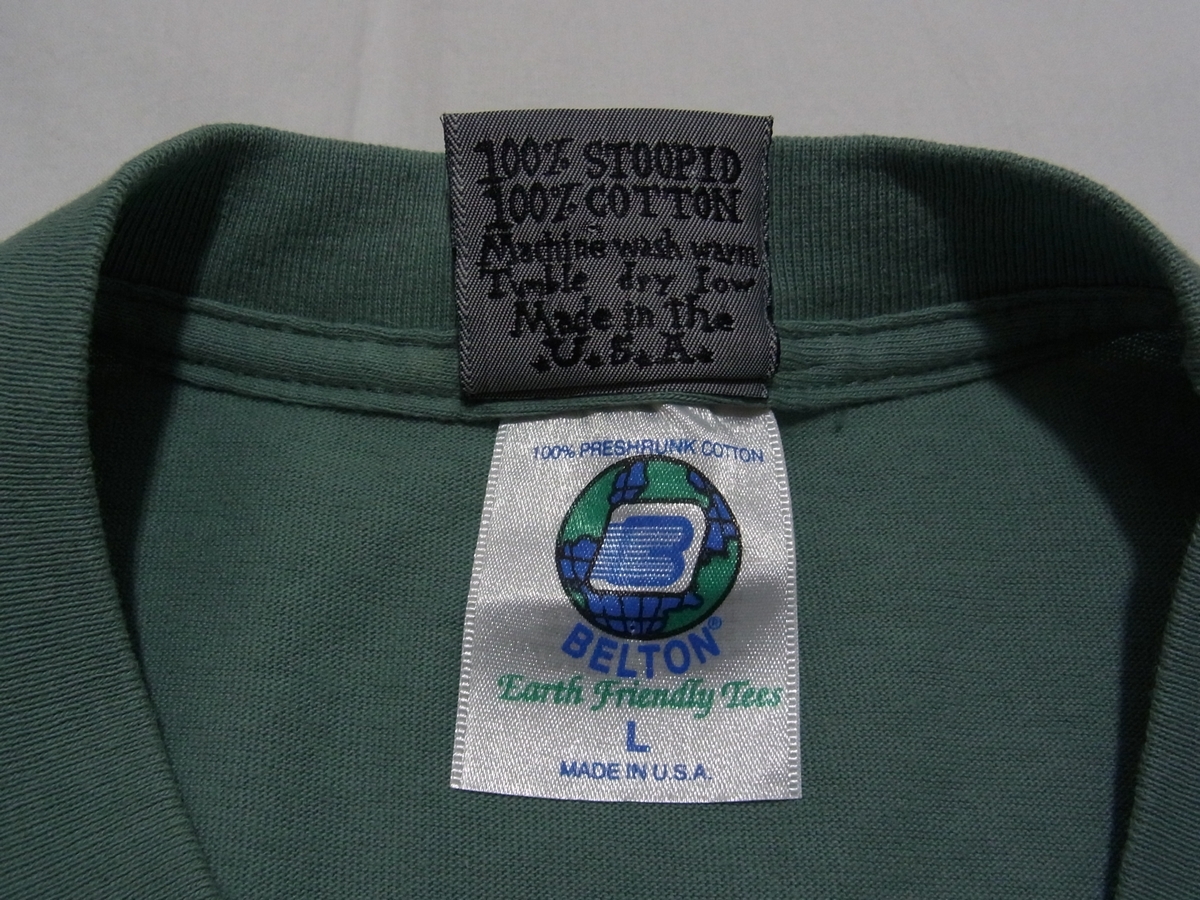 100% STOOPID
100% COTTON
Machine wash warm
Tumble dry low
Made in the
.U.S.A.
100% PRESHRUNK COTTON
B
BELTON®
Earth Friendly Tees
L
MADE IN U.S.A.